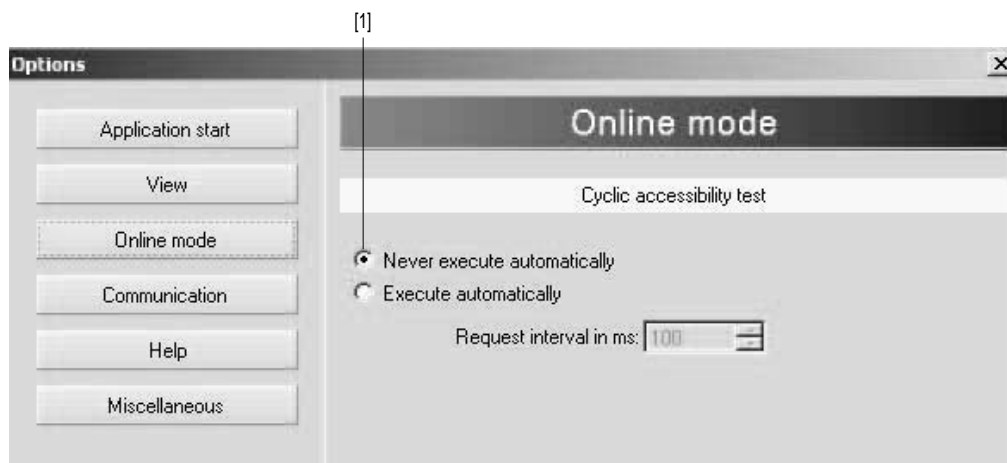 [1]
Options
Application start
View
Online mode
Communication
Help
Miscellaneous
Online mode
Cyclic accessibility test
Never execute automatically
Execute automatically
Request interval in ms: 100